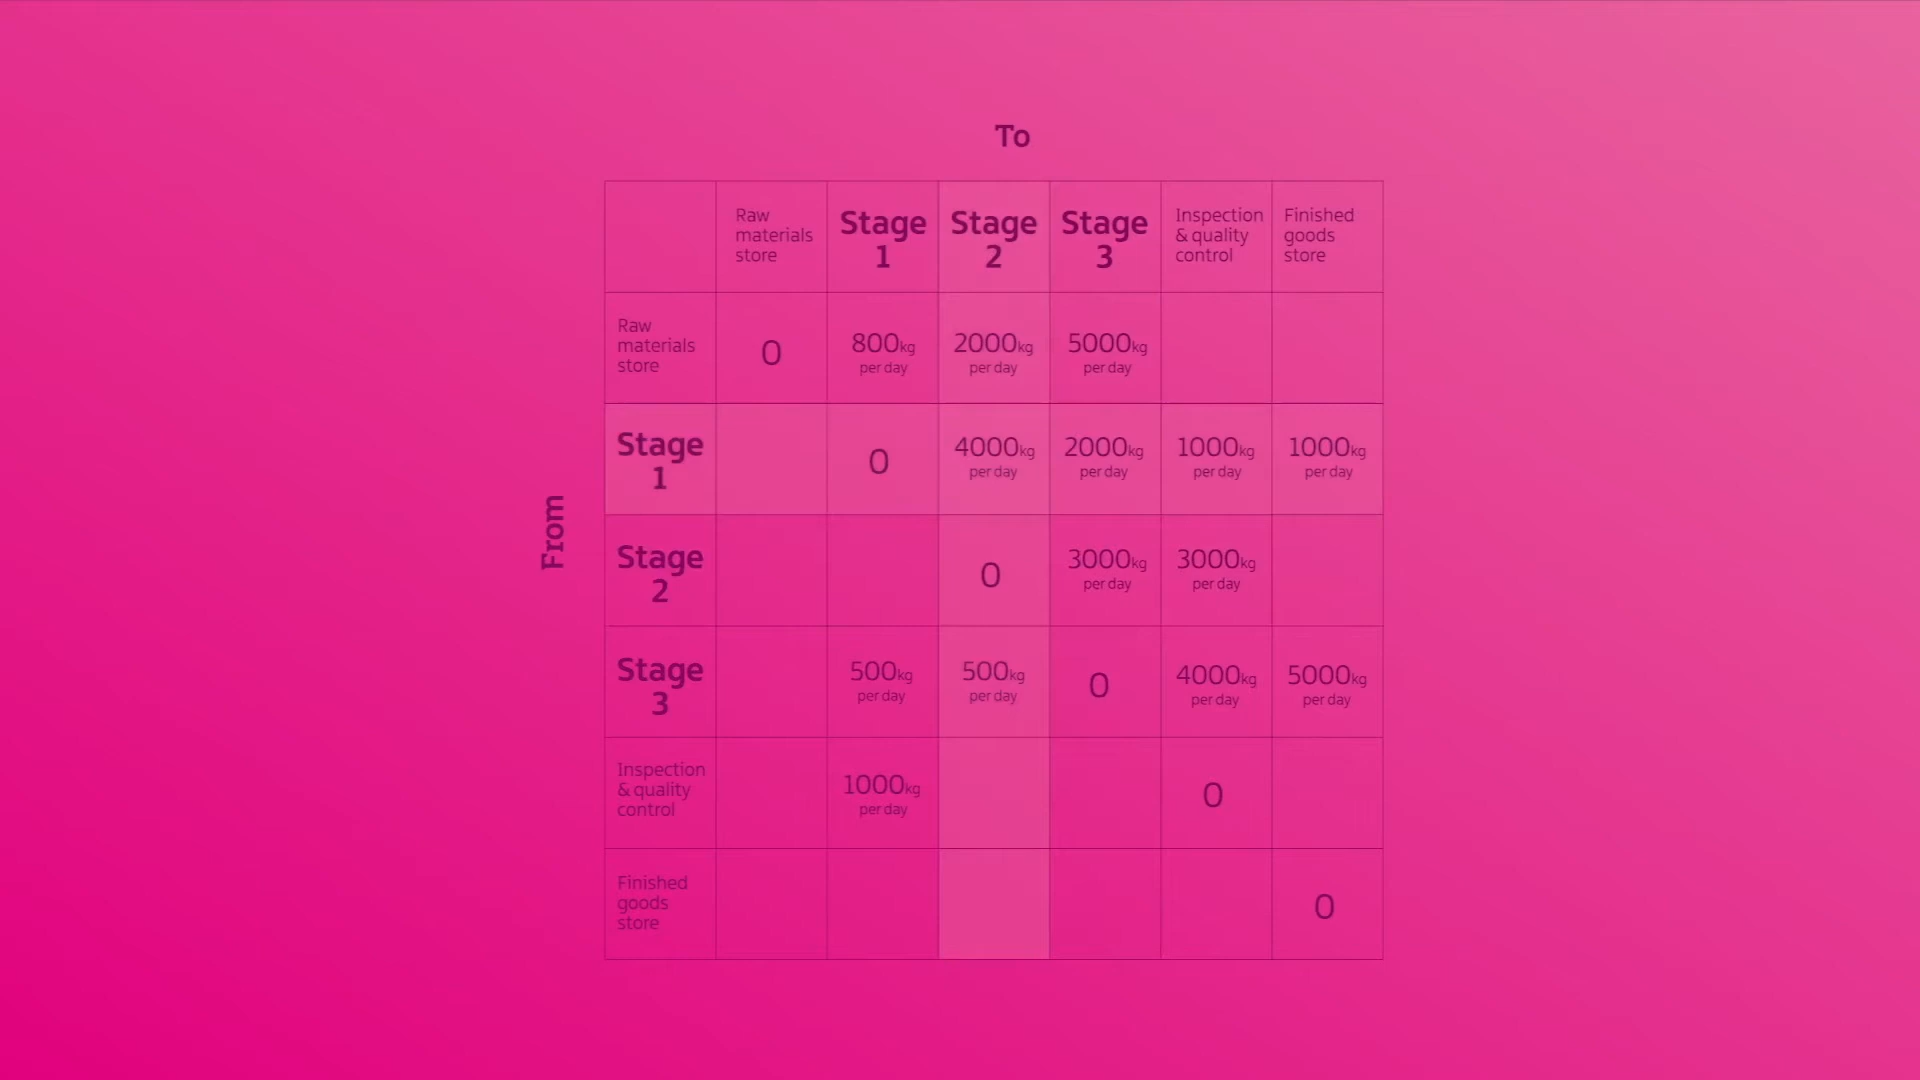 To
Raw
materials
store
Stage
1
Stage
2
Stage
3
Inspection
& quality
control
Finished
goods
store
From
Raw
materials
store
0
800kg
per day
2000kg
per day
5000kg
per day
Stage
1
0
4000kg
per day
2000kg
per day
1000kg
per day
1000kg
per day
Stage
2
0
3000kg
per day
3000kg
per day
Stage
3
500kg
per day
500kg
per day
0
4000kg
per day
5000kg
per day
Inspection
& quality
control
1000kg
per day
0
Finished
goods
store
0